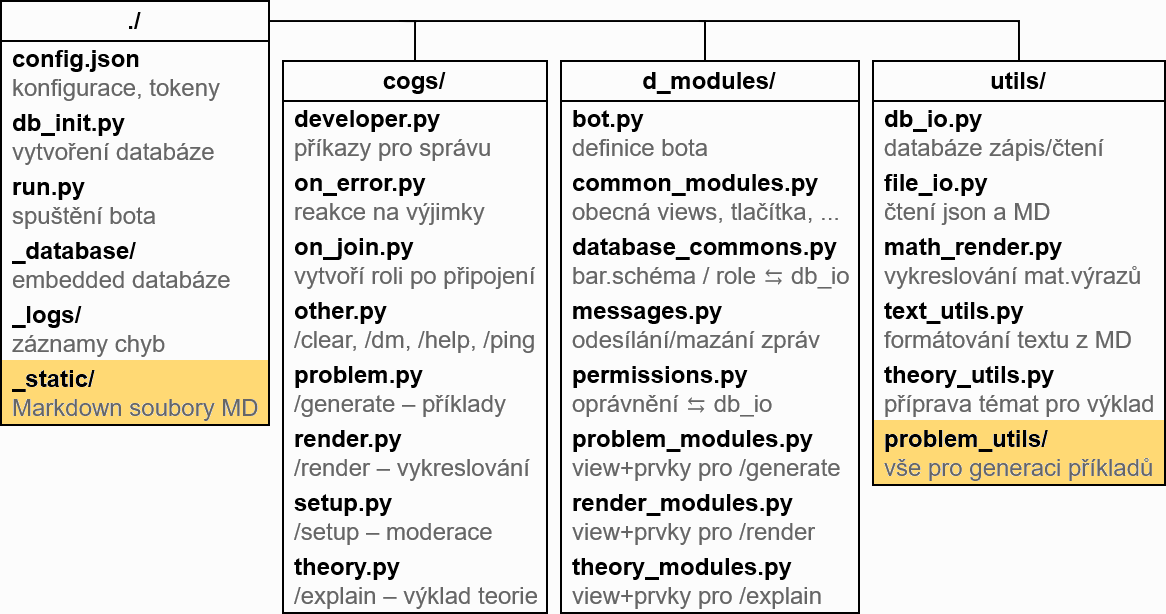 ./
config.json
konfigurace, tokeny
db_init.py
vytvoření databáze
run.py
spuštění bota
_database/
embedded databáze
_logs/
záznamy chyb
_static/
Markdown soubory MD
cogs/
developer.py
příkazy pro správu
on_error.py
reakce na výjimky
on_join.py
vytvoří roli po připojení
other.py
/clear, /dm, /help, /ping
problem.py
/generate – příklady
render.py
/render – vykreslování
setup.py
/setup – moderace
theory.py
/explain – výklad teorie
d_modules/
bot.py
definice bota
common_modules.py
obecná views, tlačítka, ...
database_commons.py
bar.schéma / role ⇆ db_io
messages.py
odesílání/mazání zpráv
permissions.py
oprávnění ⇆ db_io
problem_modules.py
view+prvky pro /generate
render_modules.py
view+prvky pro /render
theory_modules.py
view+prvky pro /explain
utils/
db_io.py
databáze zápis/čtení
file_io.py
čtení json a MD
math_render.py
vykreslování mat.výrazů
text_utils.py
formátování textu z MD
theory_utils.py
příprava témat pro výklad
problem_utils/
vše pro generaci příkladů